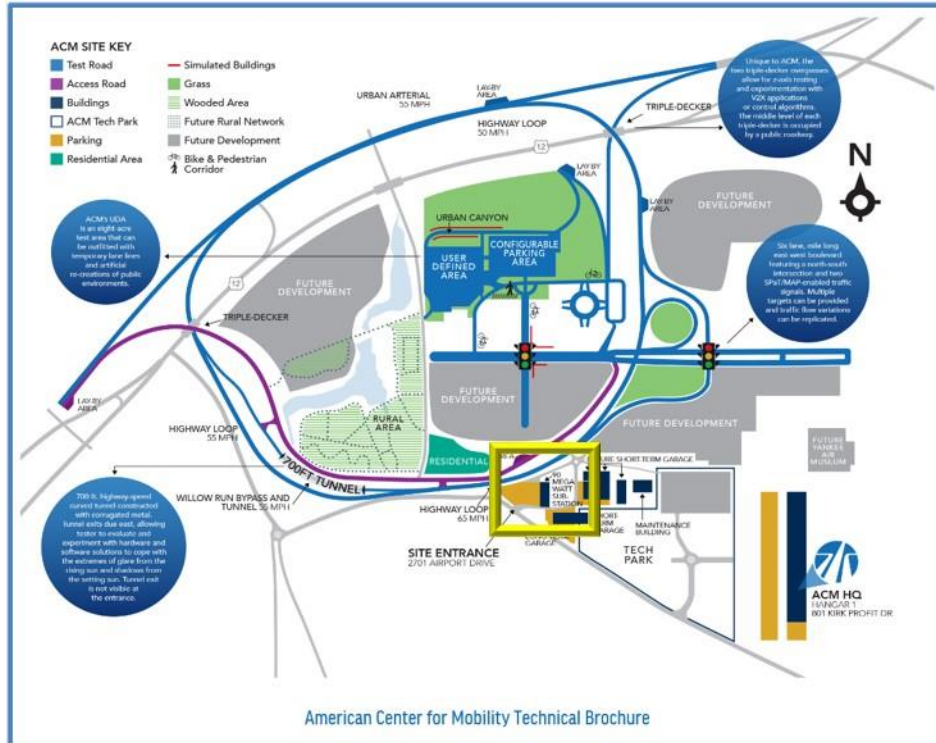 ACM SITE KEY
Test Road
Access Road
Buildings
ACM Tech Park
Parking
Residential Area
Simulated Buildings
Grass
Wooded Area
Future Rural Network
Future Development
Bike & Pedestrian
Corridor
URBAN ARTERIAL
55 MPH
LAY-BY
AREA
HIGHWAY LOOP
50 MPH
TRIPLE-DECKER
Unique to ACM, the
two triple-decker overpasses
allow for z-axis testing
and experimentation with
V2X applications
or control algorithms.
The middle level of each
triple-decker is occupied
by a public roadway.
12
N
LAY-BY
AREA
LAY-BY
AREA
FUTURE
DEVELOPMENT
ACM's UDA
is an eight-acre
test area that can
be outfitted with
temporary lane lines
and artificial
re-creations of public
environments.
URBAN CANYON
USER
DEFINED
AREA
CONFIGURABLE
PARKING
AREA
Six lane, mile long
east west boulevard
featuring a north-south
intersection and two
SPaT/MAP-enabled traffic
signals. Multiple
targets can be provided
and traffic flow variations
can be replicated.
12
FUTURE
DEVELOPMENT
TRIPLE-DECKER
LAY-BY
AREA
FUTURE
DEVELOPMENT
RURAL
AREA
HIGHWAY LOOP
55 MPH
FUTURE DEVELOPMENT
FUTURE
YANKEE
AIR
MUSEUM
RESIDENTIAL
700FT TUNNEL
WILLOW RUN BYPASS AND
TUNNEL 55 MPH
700 ft. highway-speed
curved tunnel constructed
with corrugated metal.
Tunnel exits due east, allowing
tester to evaluate and
experiment with hardware and
software solutions to cope with
the extremes of glare from the
rising sun and shadows from
the setting sun. Tunnel exit
is not visible at
the entrance.
HIGHWAY LOOP
65 MPH
MEGA
WATT SUB-
STATION
SHORT-TERM GARAGE
MAINTENANCE
BUILDING
GARAGE
GARAGE
SITE ENTRANCE
2701 AIRPORT DRIVE
TECH
PARK
ACM HQ
HANGAR 1
801 KIRK PROFIT DR
American Center for Mobility Technical Brochure